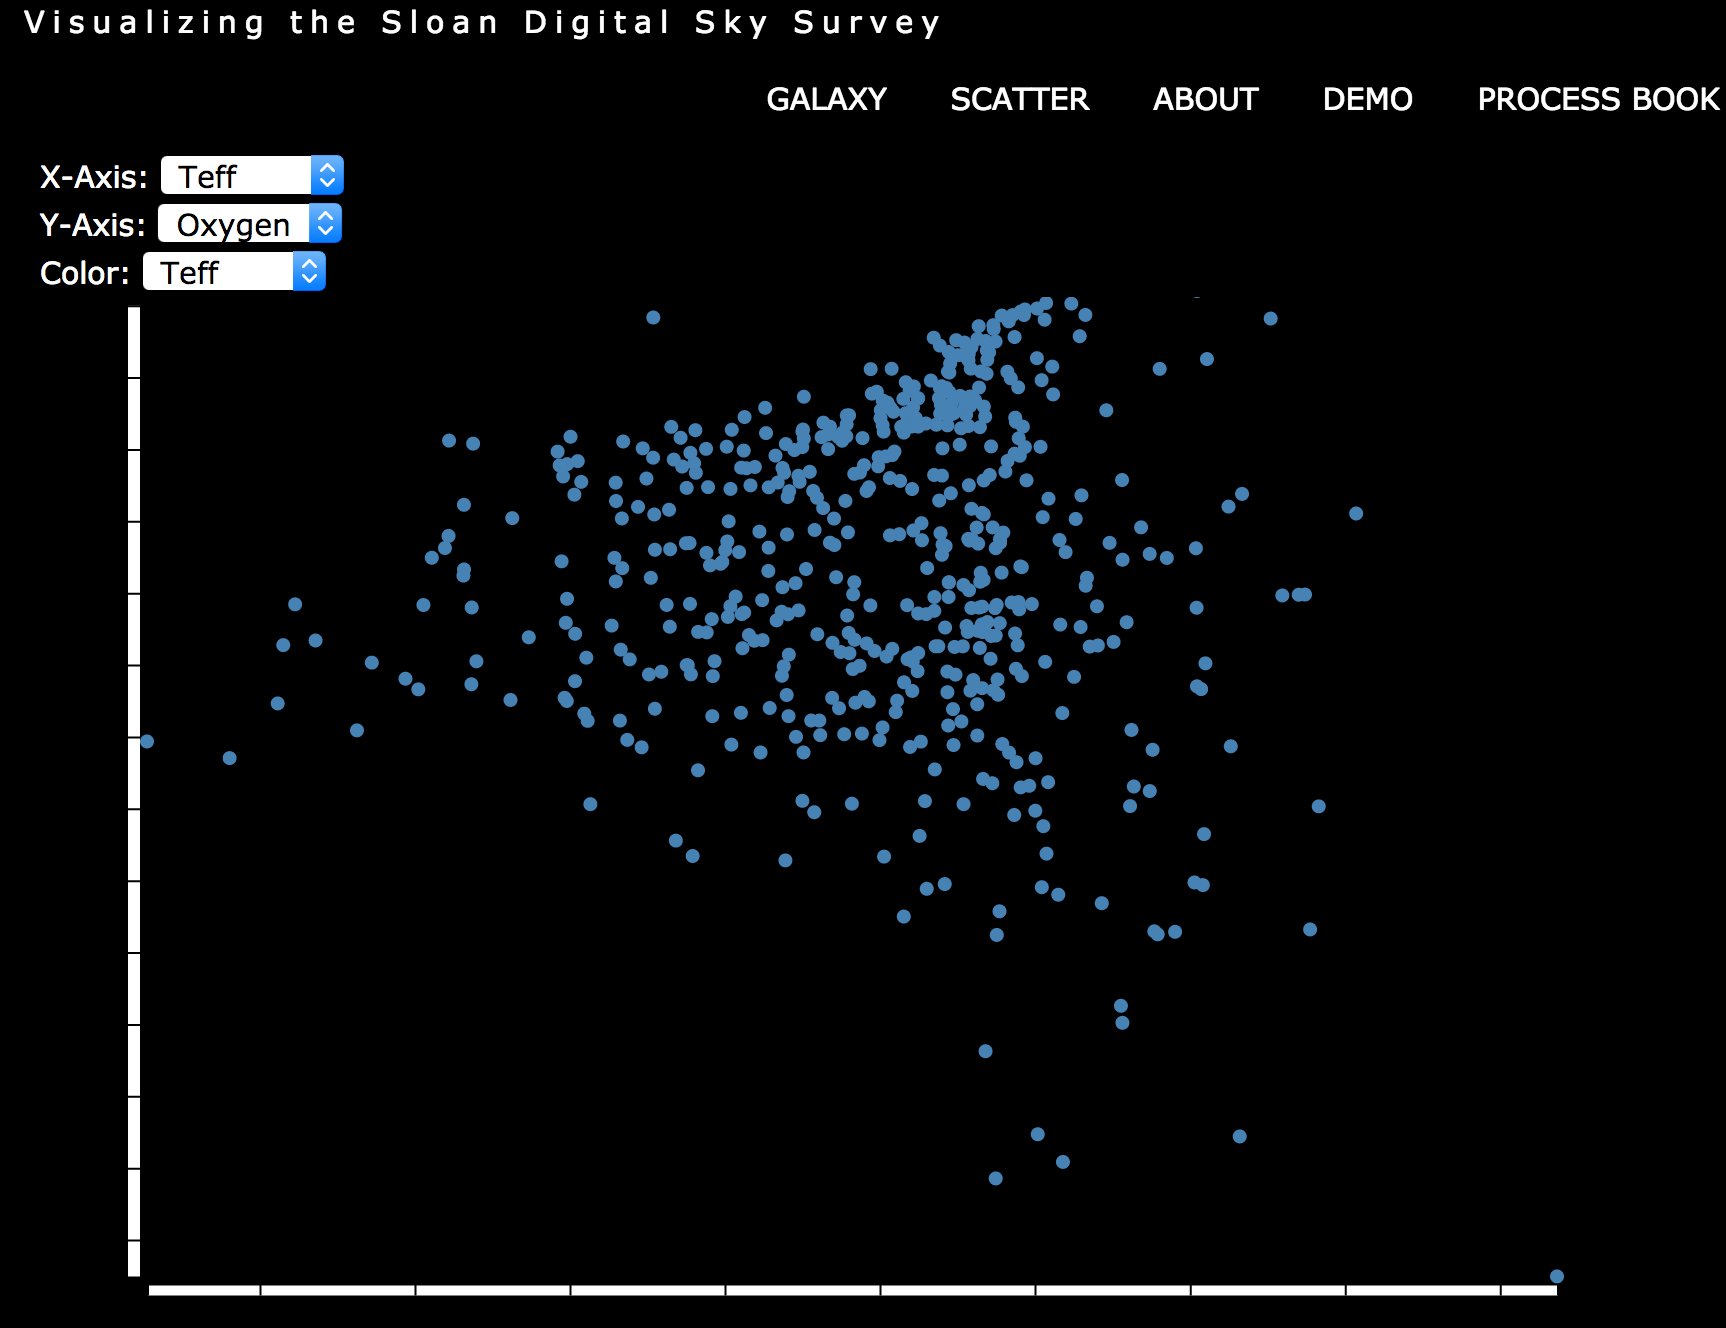 Visualizing the Sloan Digital Sky Survey
GALAXY SCATTER ABOUT DEMO PROCESS BOOK
X-Axis: Teff
Y-Axis: Oxygen
Color: Teff